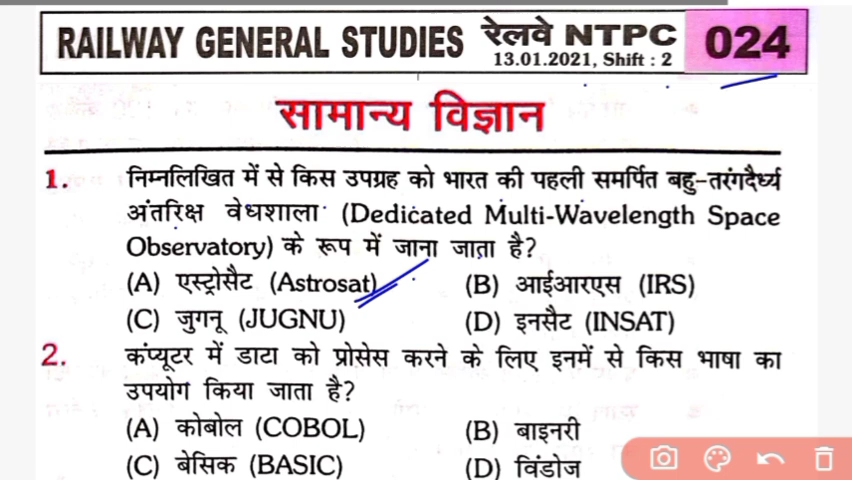 RAILWAY GENERAL STUDIES रेलवे NTPC 024
13.01.2021, Shift : 2
सामान्य विज्ञान
1. निम्नलिखित में से किस उपग्रह को भारत की पहली समर्पित बहु-तरंगदैर्ध्य
अंतरिक्ष वेधशाला (Dedicated Multi-Wavelength Space
Observatory) के रूप में जाना जाता है?
(A) एस्ट्रोसैट (Astrosat) (B) आईआरएस (IRS)
(C) जुगनू (JUGNU) (D) इनसैट (INSAT)
2. कंप्यूटर में डाटा को प्रोसेस करने के लिए इनमें से किस भाषा का
उपयोग किया जाता है?
(A) कोबोल (COBOL) (B) बाइनरी
(C) बेसिक (BASIC) (D) विंडोज